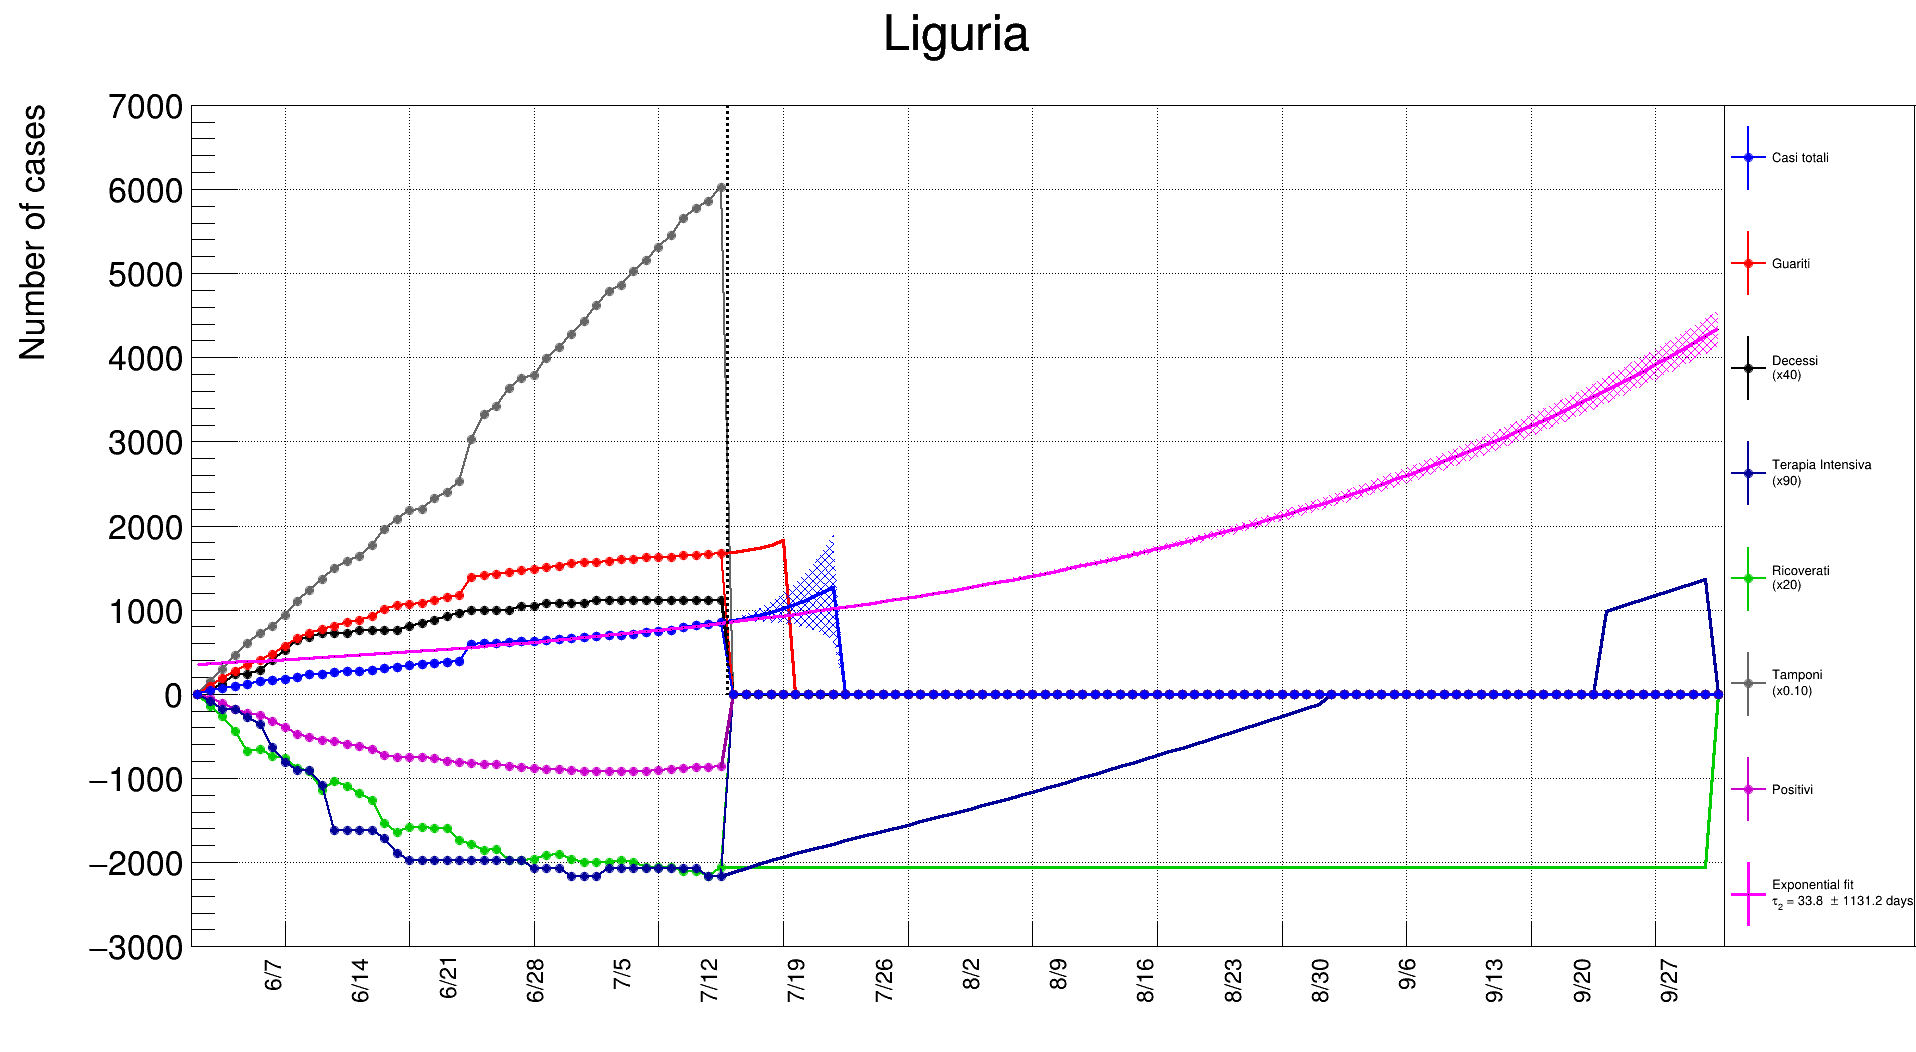 Liguria
Number of cases
7000
6000
5000
4000
3000
2000
1000
0
−1000
−2000
−3000
6/7
6/14
6/21
6/28
7/5
7/12
7/19
7/26
8/2
8/9
8/16
8/23
8/30
9/6
9/13
9/20
9/27
Casi totali
Guariti
Decessi
(x40)
Terapia Intensiva
(x90)
Ricoverati
(x20)
Tamponi
(x0.10)
Positivi
Exponential fit
τ2 = 33.8 ± 1131.2 days